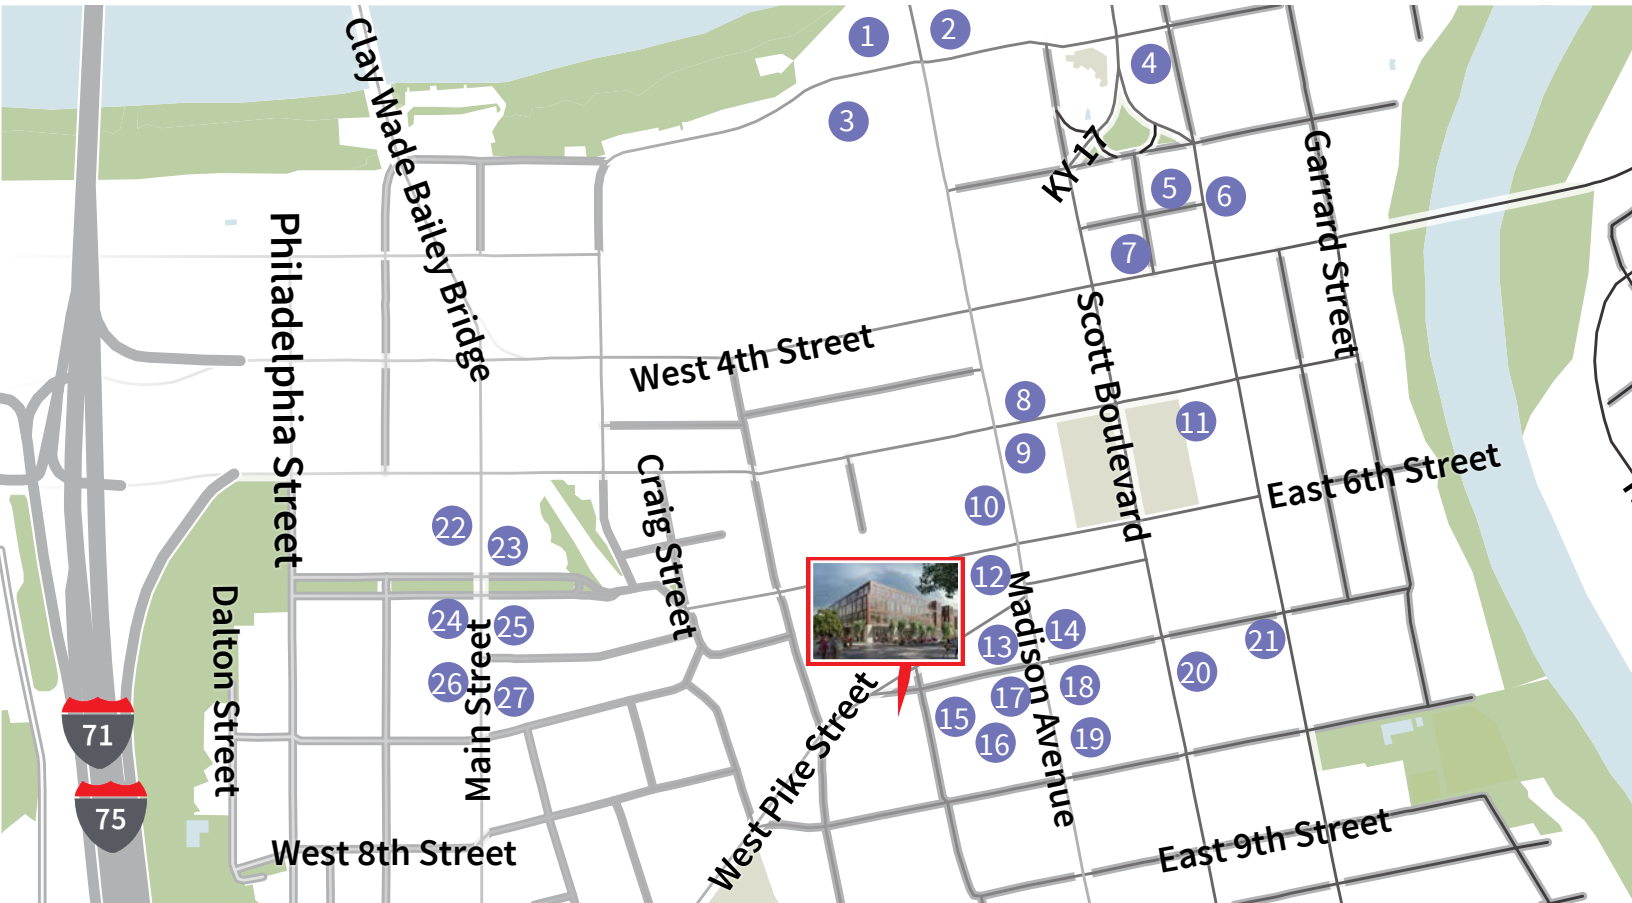 1
2
3
4
5
6
7
Clay Wade Bailey Bridge
KY 17
Garrard Street
Philadelphia Street
West 4th Street
Scott Boulevard
8
9
10
11
East 6th Street
Craig Street
22
23
12
Dalton Street
24
25
26
27
Main Street
13
14
Madison Avenue
15
16
17
18
19
20
21
West Pike Street
71
75
West 8th Street
East 9th Street